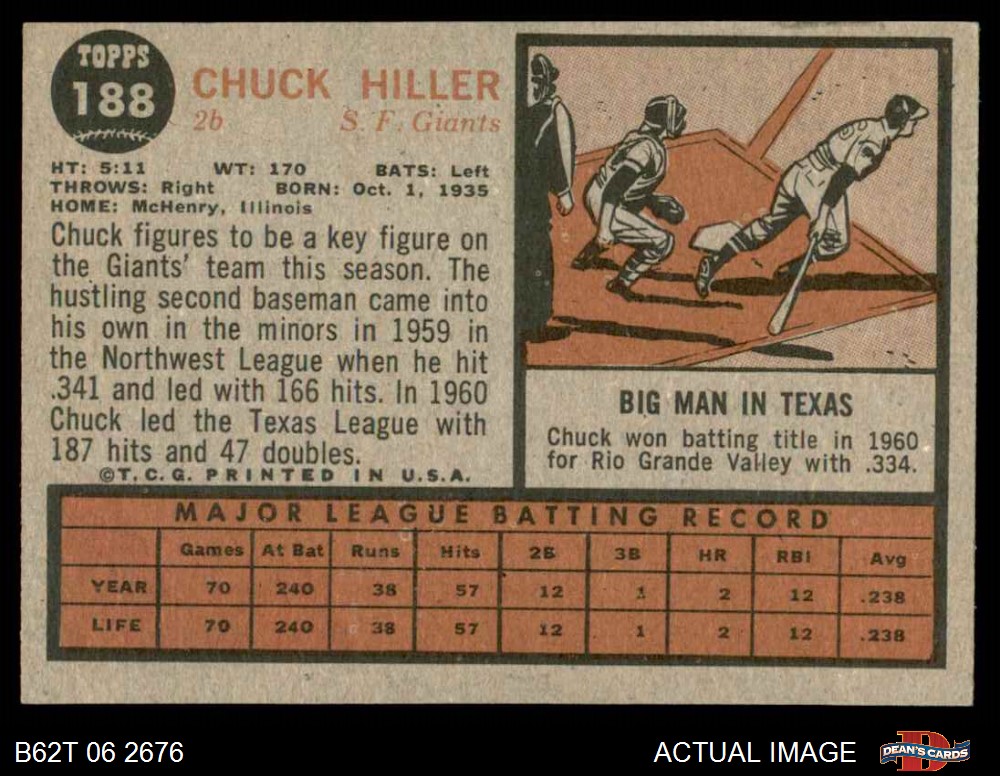 TOPPS
188
CHUCK HILLER
2b S. F. Giants
HT: 5:11 WT: 170 BATS: Left
THROWS: Right BORN: Oct. 1, 1935
HOME: McHenry, Illinois
Chuck figures to be a key figure on
the Giants' team this season. The
hustling second baseman came into
his own in the minors in 1959 in
the Northwest League when he hit
.341 and led with 166 hits. In 1960
Chuck led the Texas League with
187 hits and 47 doubles.
©T.C.G. PRINTED IN U.S.A.
BIG MAN IN TEXAS
Chuck won batting title in 1960
for Rio Grande Valley with .334.
MAJOR LEAGUE BATTING RECORD
Games At Bat Runs Hits 2B 3B HR RBI Avg
YEAR 70 240 38 57 12 1 2 12 .238
LIFE 70 240 38 57 12 1 2 12 .238
B62T 06 2676
ACTUAL IMAGE
D
DEAN'S CARDS